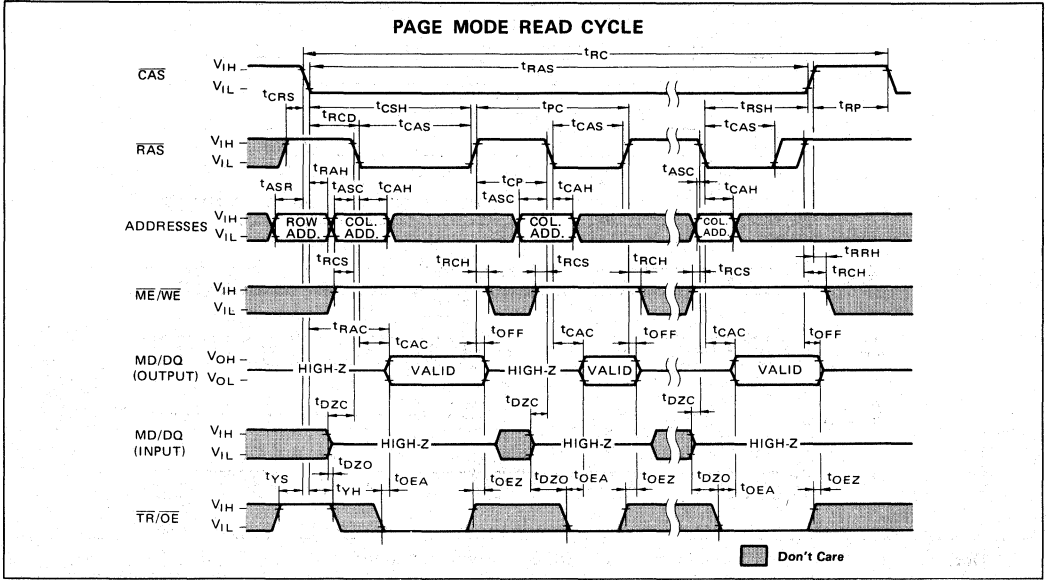 PAGE MODE READ CYCLE
tRC
CAS VIH VIL tRAS
tCRS tCSH tPC tRSH tRP
tRCD tCAS tCAS tCAS
RAS VIH VIL
tRAH tASC
tASR tASC tCAH tCP tASC tCAH tCAH
ADDRESSES VIH VIL ROW ADD. COL. ADD. COL. ADD. COL. ADD.
tRCS tRCH tRCS tRCH tRCS tRRH tRCH
ME/WE VIH VIL
tRAC tCAC tOFF tCAC tOFF tCAC tOFF
MD/DQ (OUTPUT) VOH VOL HIGH-Z VALID HIGH-Z VALID VALID
tDZC tDZC tDZC
MD/DQ (INPUT) VIH VIL HIGH-Z HIGH-Z HIGH-Z
tDZO
tYS tYH tOEA tOEZ tDZO tOEA tOEZ tDZO tOEA tOEZ
TR/OE VIH VIL
Don't Care